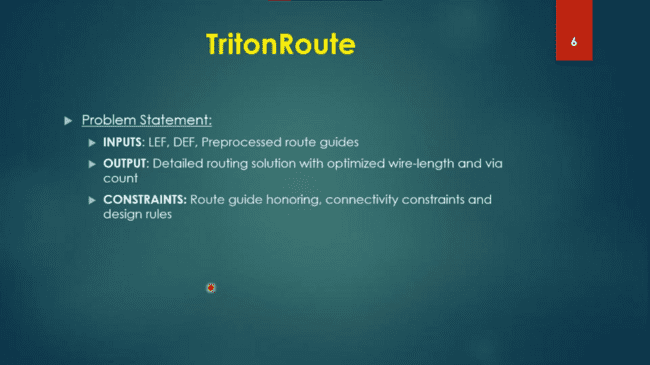 TritonRoute
6
Problem Statement:
INPUTS: LEF, DEF, Preprocessed route guides
OUTPUT: Detailed routing solution with optimized wire-length and via
count
CONSTRAINTS: Route guide honoring, connectivity constraints and
design rules